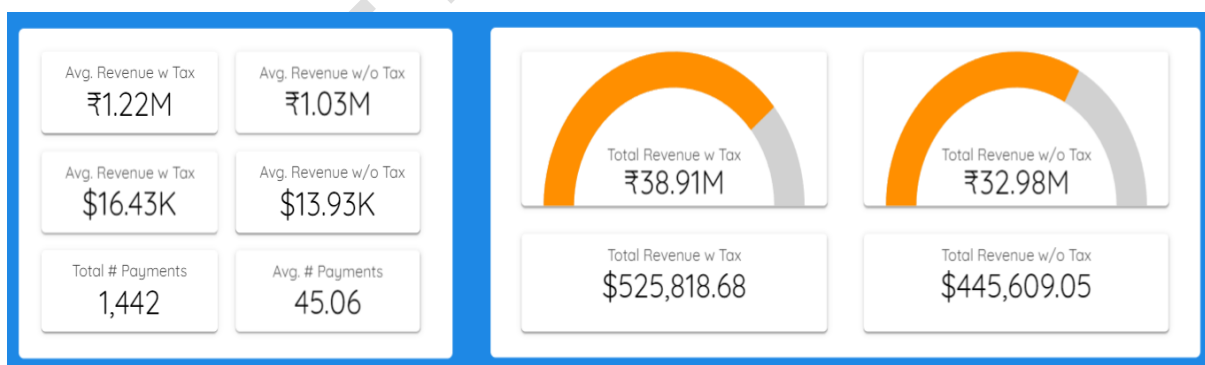 Avg. Revenue w Tax
₹1.22M
Avg. Revenue w/o Tax
₹1.03M
Avg. Revenue w Tax
$16.43K
Avg. Revenue w/o Tax
$13.93K
Total # Payments
1,442
Avg. # Payments
45.06
Total Revenue w Tax
₹38.91M
Total Revenue w/o Tax
₹32.98M
Total Revenue w Tax
$525,818.68
Total Revenue w/o Tax
$445,609.05